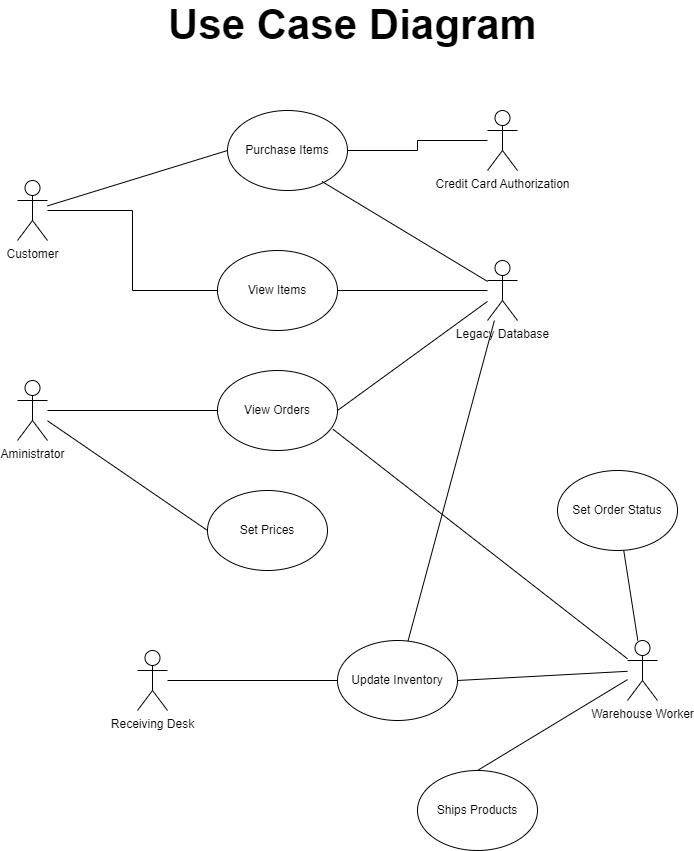 Use Case Diagram
Purchase Items
Credit Card Authorization
Customer
View Items
Legacy Database
View Orders
Aministrator
Set Order Status
Set Prices
Update Inventory
Receiving Desk
Warehouse Worker
Ships Products